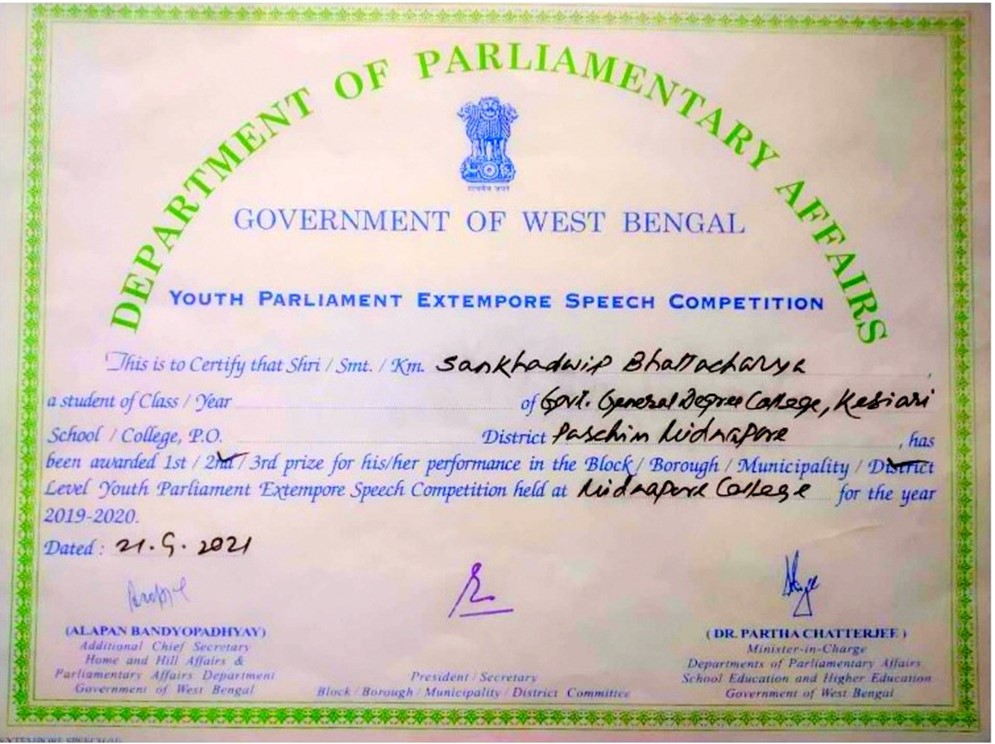 DEPARTMENT OF PARLIAMENTARY AFFAIRS
सत्यमेव जयते
GOVERNMENT OF WEST BENGAL
YOUTH PARLIAMENT EXTEMPORE SPEECH COMPETITION
This is to Certify that Shri / Smt. / Km. Sankhadwip Bhattacharya
a student of Class / Year of Govt. General Degree College, Kesiari
School / College, P.O. District Paschim Midnapore, has
been awarded 1st / 2nd / 3rd prize for his/her performance in the Block / Borough / Municipality / District
Level Youth Parliament Extempore Speech Competition held at Midnapore College for the year
2019-2020.
Dated : 21.9.2021
(ALAPAN BANDYOPADHYAY)
Additional Chief Secretary
Home and Hill Affairs &
Parliamentary Affairs Department
Government of West Bengal
President / Secretary
Block / Borough / Municipality / District Committee
( DR. PARTHA CHATTERJEE )
Minister-in-Charge
Departments of Parliamentary Affairs
School Education and Higher Education
Government of West Bengal